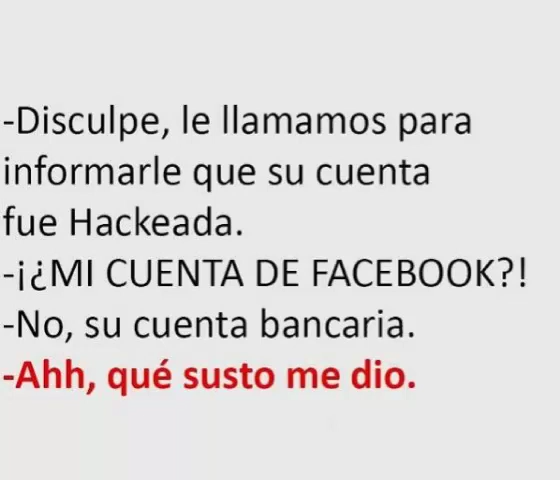 -Disculpe, le llamamos para
informarle que su cuenta
fue Hackeada.
-¡¿MI CUENTA DE FACEBOOK?!
-No, su cuenta bancaria.
-Ahh, qué susto me dio.